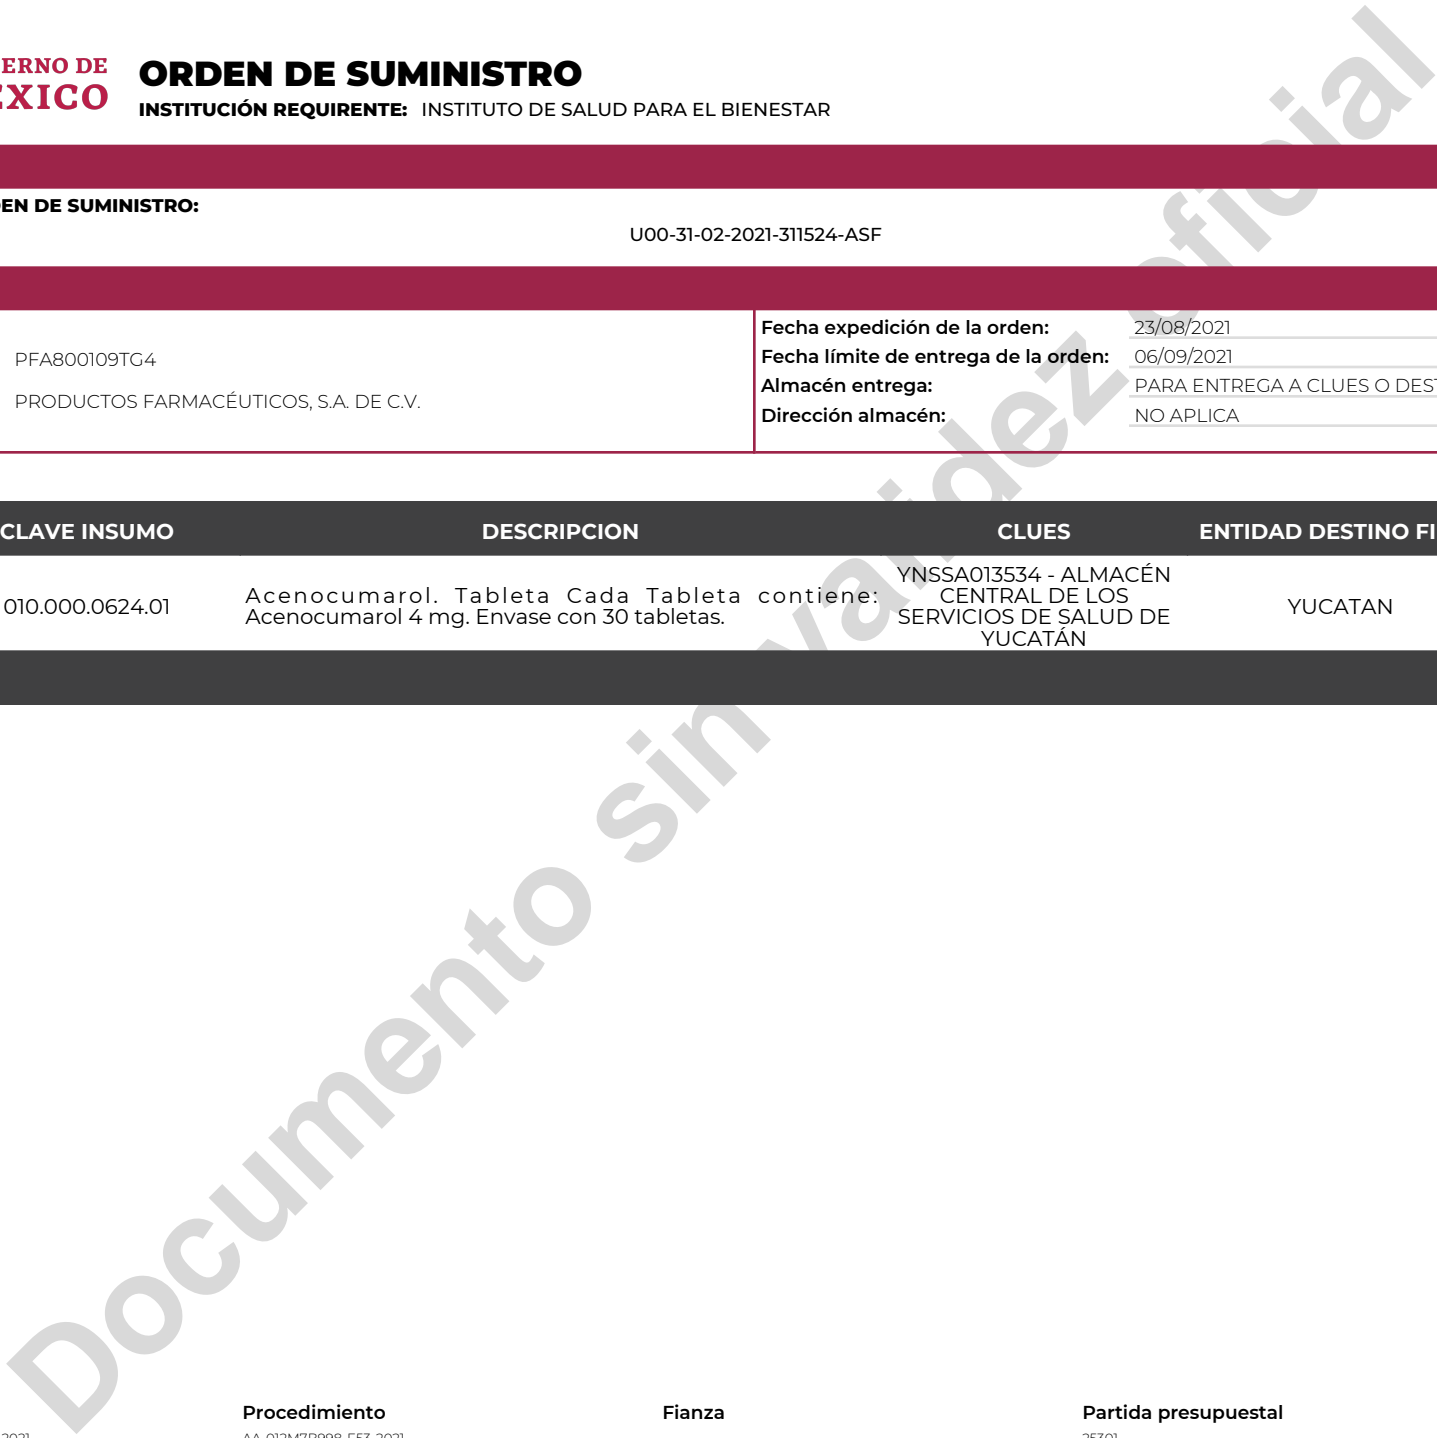 ERNO DE
ÉXICO
ORDEN DE SUMINISTRO
INSTITUCIÓN REQUIRENTE: INSTITUTO DE SALUD PARA EL BIENESTAR
EN DE SUMINISTRO:
U00-31-02-2021-311524-ASF
PFA800109TG4
PRODUCTOS FARMACÉUTICOS, S.A. DE C.V.
Fecha expedición de la orden: 23/08/2021
Fecha límite de entrega de la orden: 06/09/2021
Almacén entrega: PARA ENTREGA A CLUES O DEST
Dirección almacén: NO APLICA
CLAVE INSUMO DESCRIPCION CLUES ENTIDAD DESTINO FI
010.000.0624.01
Acenocumarol. Tableta Cada Tableta contiene:
Acenocumarol 4 mg. Envase con 30 tabletas.
YNSSA013534 - ALMACÉN
CENTRAL DE LOS
SERVICIOS DE SALUD DE
YUCATÁN
YUCATAN
Documento sin validez oficial
Procedimiento Fianza Partida presupuestal